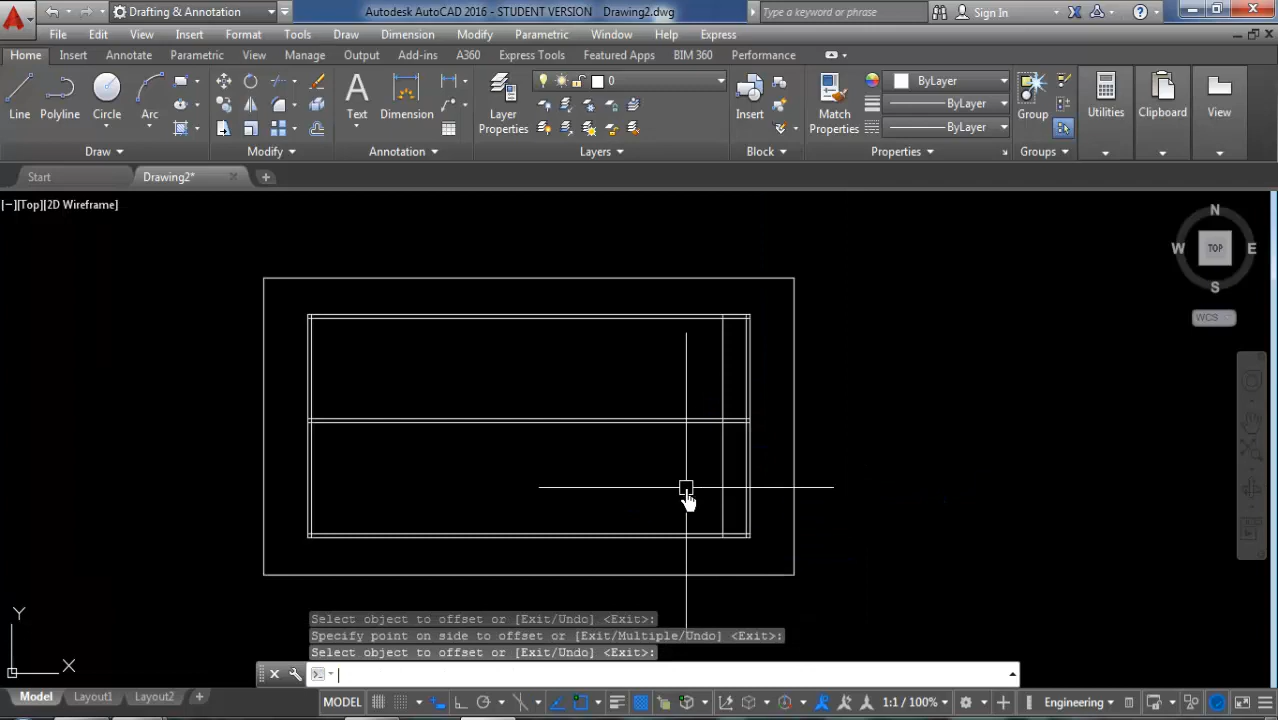 Drafting & Annotation
Autodesk AutoCAD 2016 - STUDENT VERSION Drawing2.dwg
Type a keyword or phrase
Sign In
File Edit View Insert Format Tools Draw Dimension Modify Parametric Window Help Express
Home Insert Annotate Parametric View Manage Output Add-ins A360 Express Tools Featured Apps BIM 360 Performance
0
ByLayer
ByLayer
ByLayer
Line Polyline Circle Arc
Text Dimension
Layer Properties
Insert
Match Properties
Group
Utilities Clipboard View
Draw Modify Annotation Layers Block Properties Groups
Start Drawing2*
[−][Top][2D Wireframe]
N
W TOP E
S
WCS
Y
X
Select object to offset or [Exit/Undo] <Exit>:
Specify point on side to offset or [Exit/Multiple/Undo] <Exit>:
Select object to offset or [Exit/Undo] <Exit>:
Model Layout1 Layout2
MODEL
1:1 / 100%
Engineering